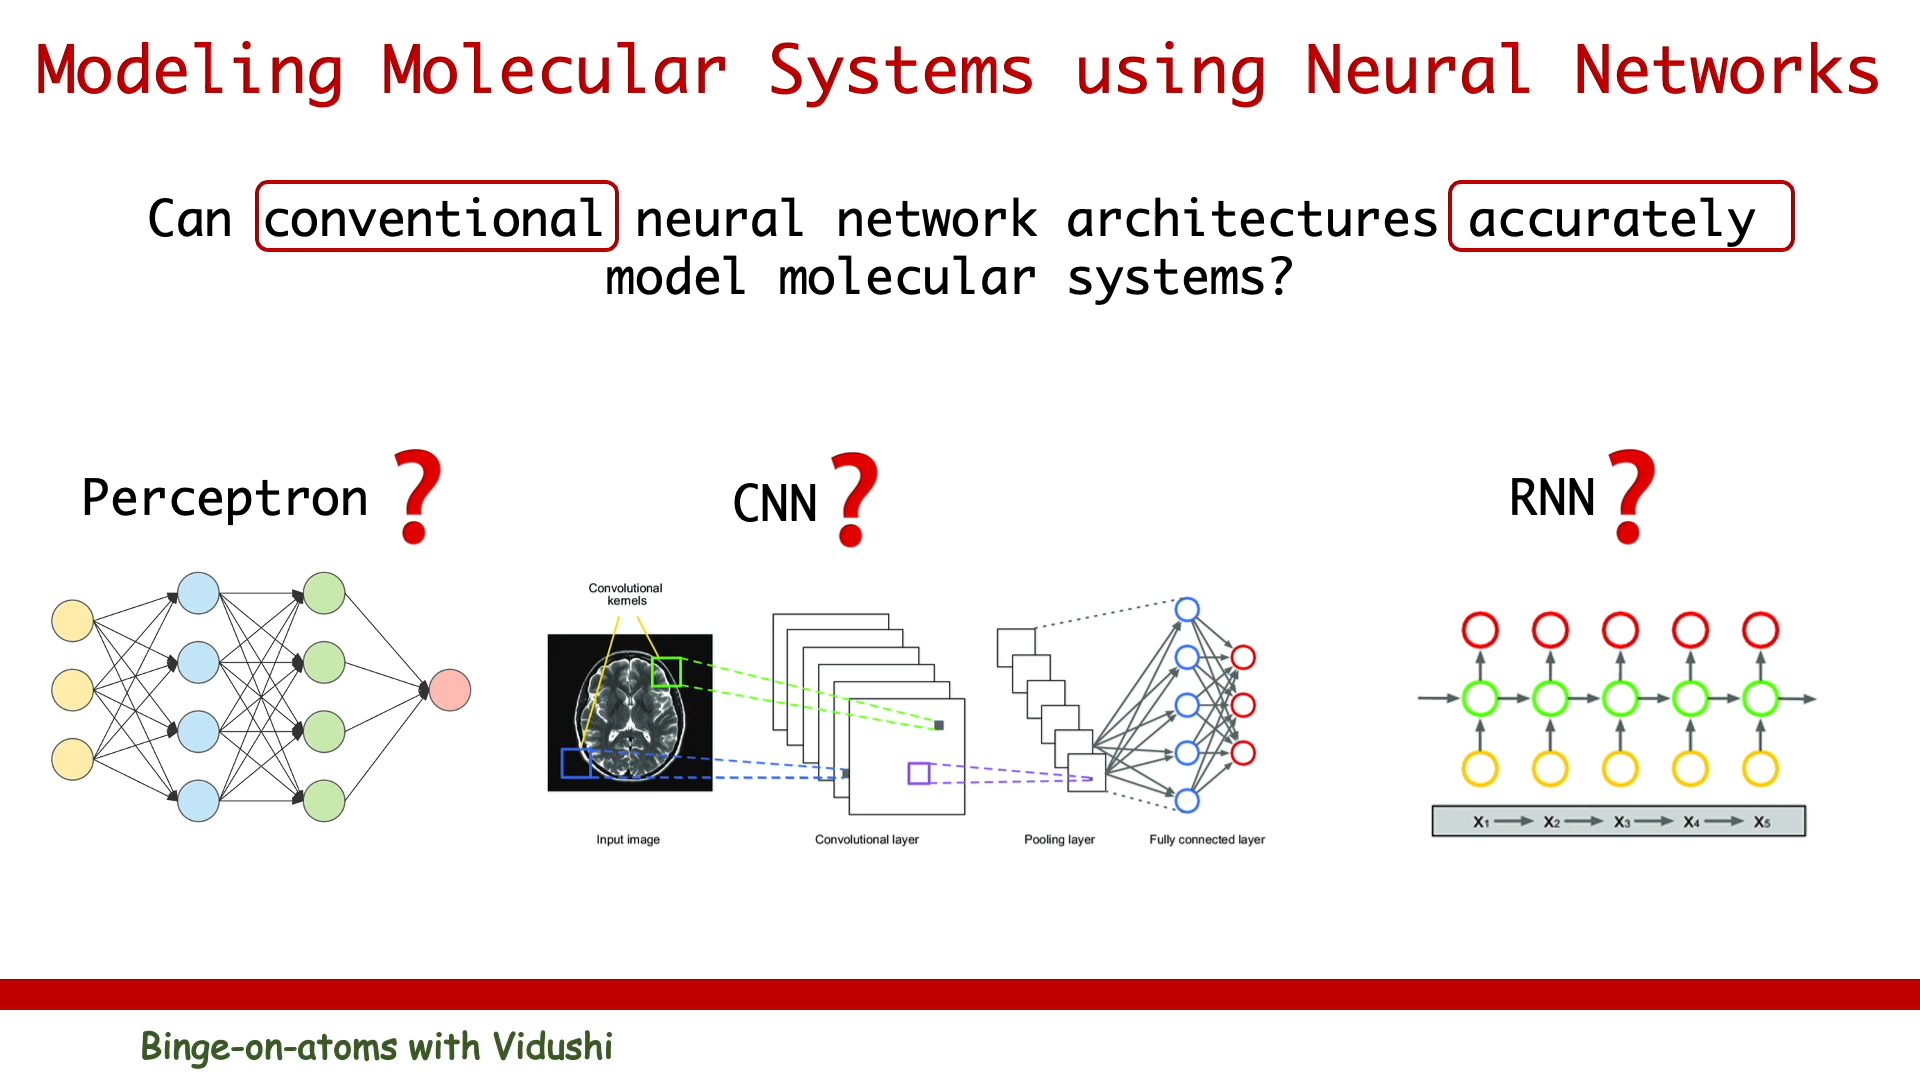 Modeling Molecular Systems using Neural Networks
Can conventional neural network architectures accurately
model molecular systems?
Perceptron ?
CNN ?
RNN ?
Convolutional
kernels
Input image
Convolutional layer
Pooling layer
Fully connected layer
X₁ X₂ X₃ X₄ X₅
Binge-on-atoms with Vidushi